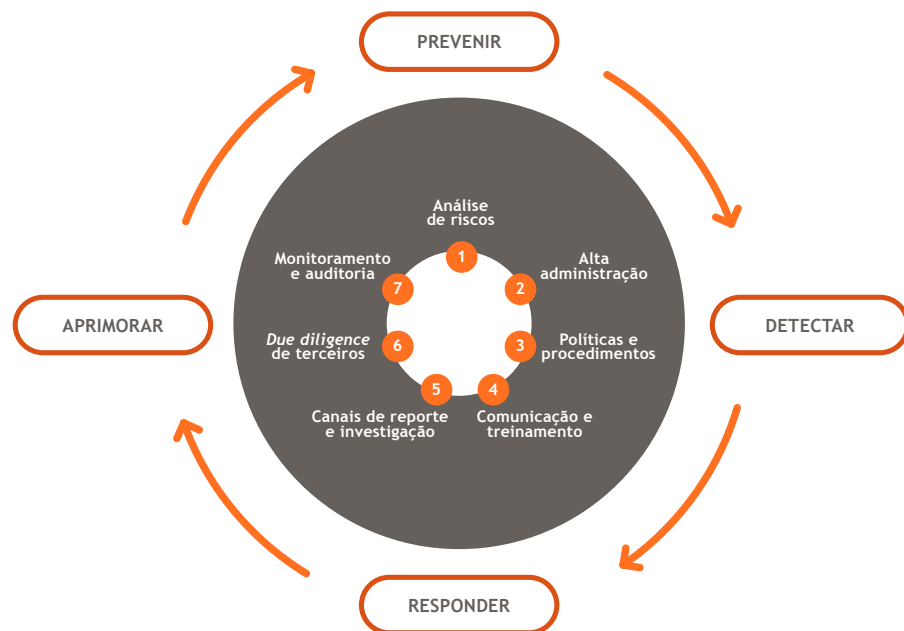 PREVENIR
Análise
de riscos
1
Monitoramento
e auditoria
7
Alta
administração
2
APRIMORAR
DETECTAR
Due diligence
de terceiros
6
Políticas e
procedimentos
3
5
4
Canais de reporte
e investigação
Comunicação e
treinamento
RESPONDER